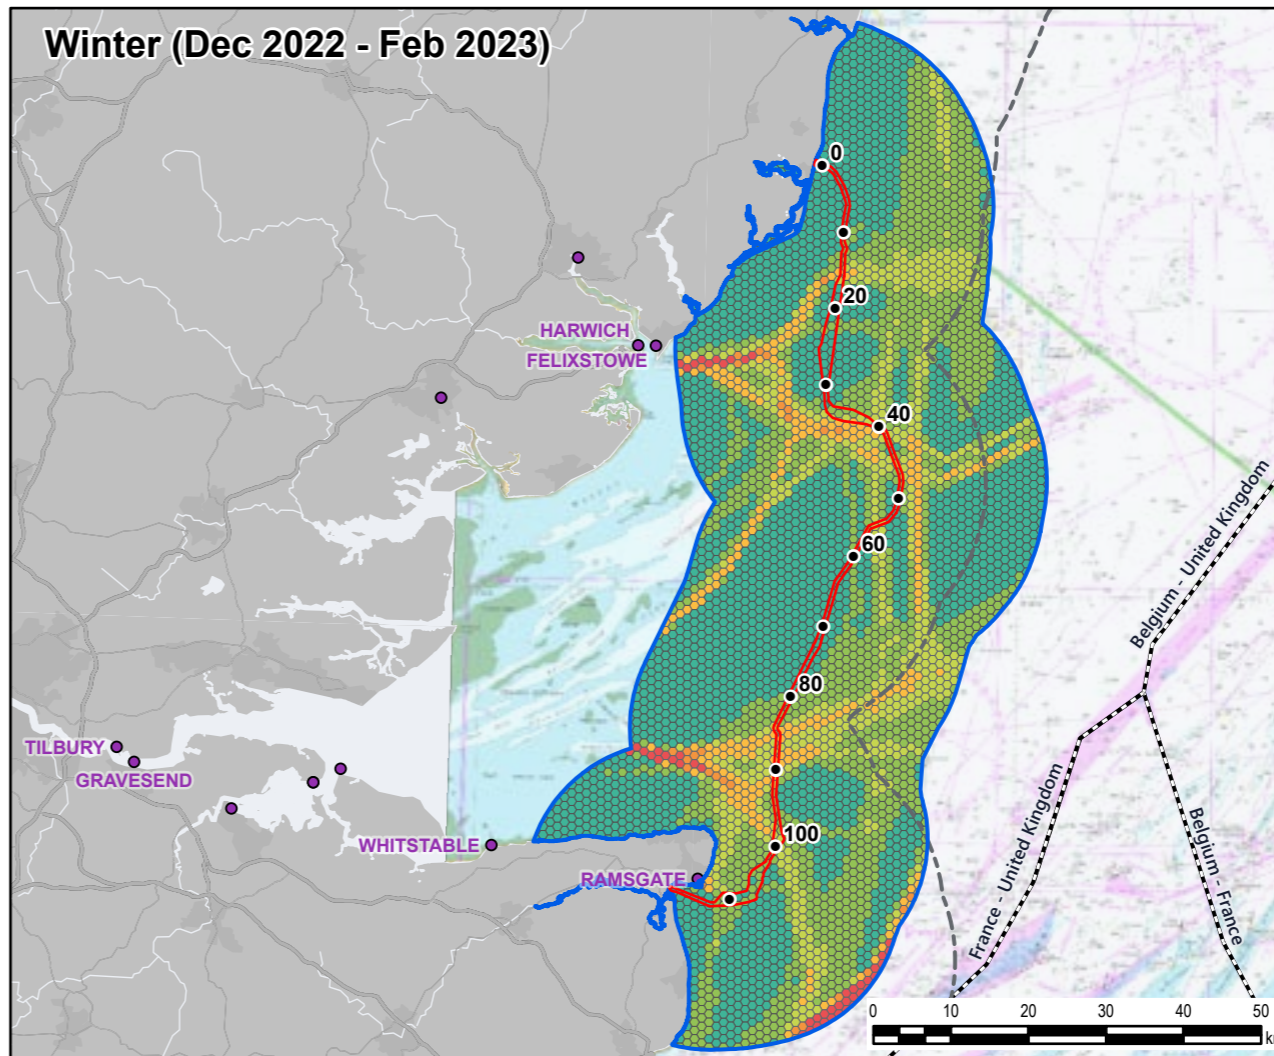 Winter (Dec 2022 - Feb 2023)
0
20
HARWICH
FELIXSTOWE
40
60
Belgium - United Kingdom
80
TILBURY
GRAVESEND
France - United Kingdom
Belgium - France
100
WHITSTABLE
RAMSGATE
0 10 20 30 40 50